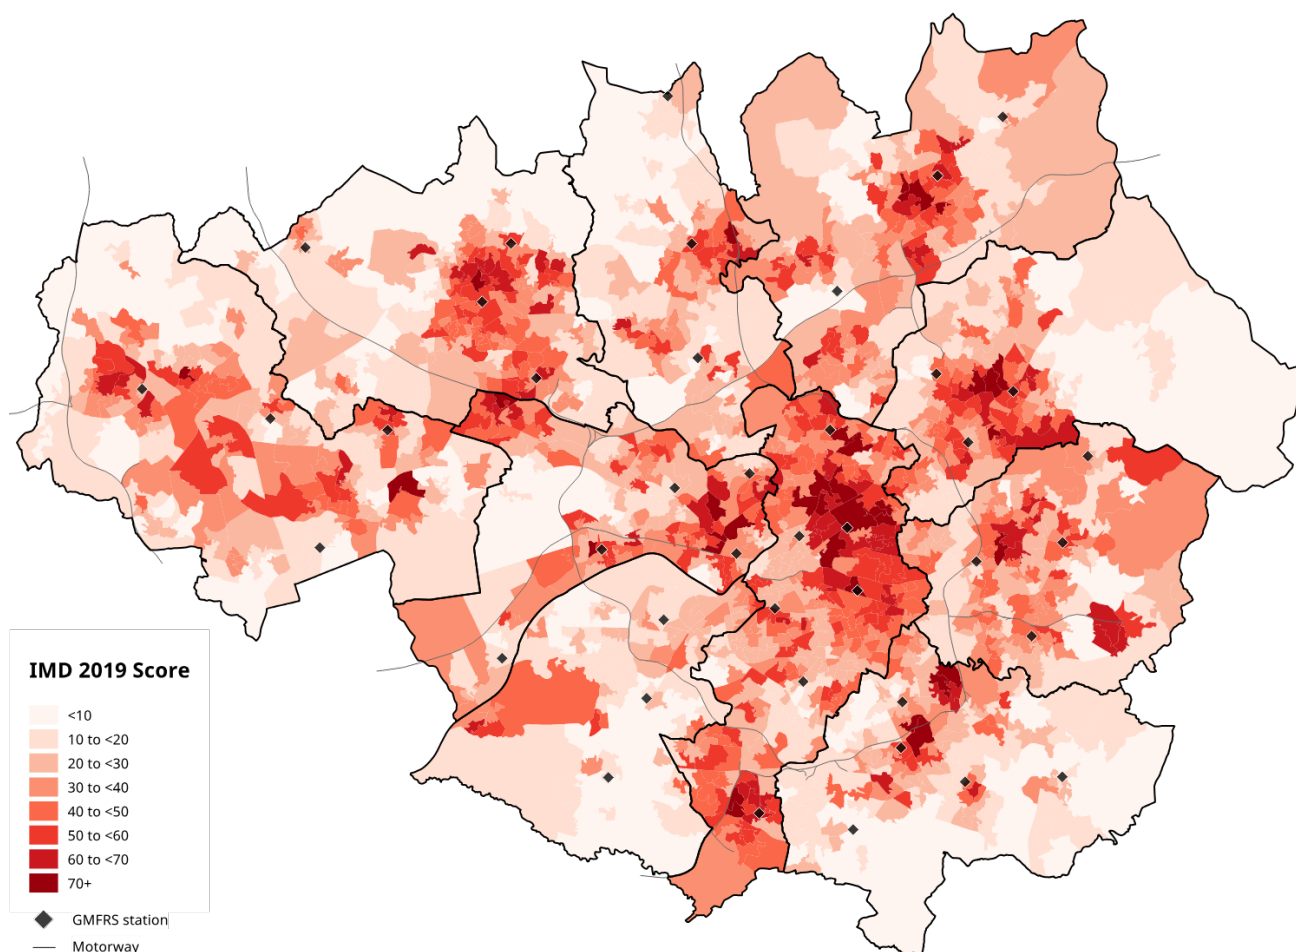 IMD 2019 Score
<10
10 to <20
20 to <30
30 to <40
40 to <50
50 to <60
60 to <70
70+
GMFRS station
Motorway